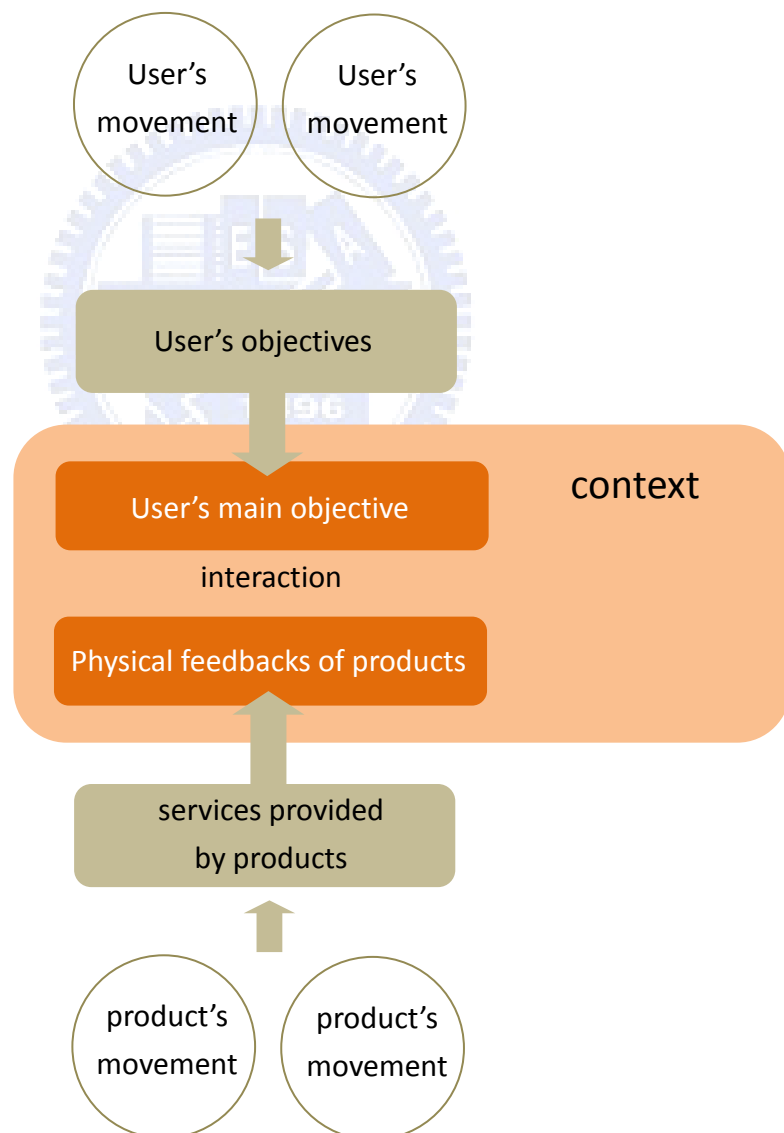 User’s
movement
User’s
movement
User’s objectives
1896
context
User’s main objective
interaction
Physical feedbacks of products
services provided
by products
product’s
movement
product’s
movement